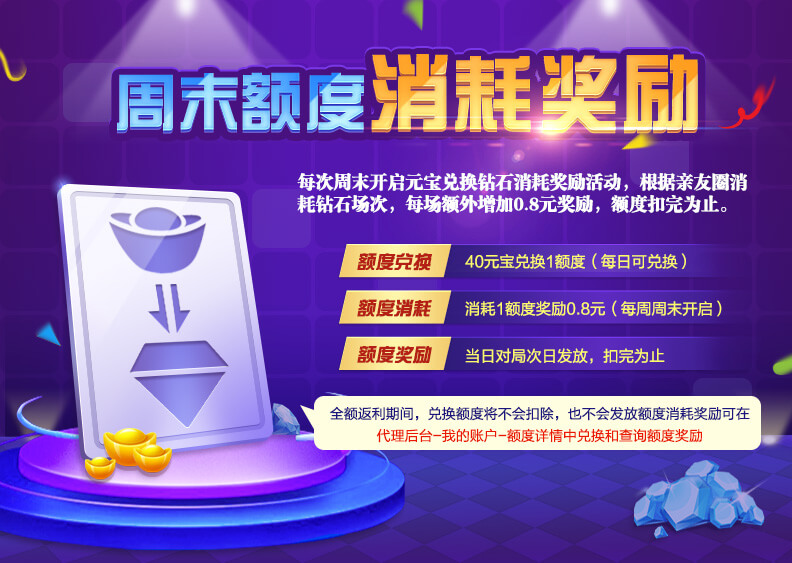 周末额度消耗奖励
每次周末开启元宝兑换钻石消耗奖励活动，根据亲友圈消
耗钻石场次，每场额外增加0.8元奖励，额度扣完为止。
额度兑换 40元宝兑换1额度（每日可兑换）
额度消耗 消耗1额度奖励0.8元（每周周末开启）
额度奖励 当日对局次日发放，扣完为止
全额返利期间，兑换额度将不会扣除，也不会发放额度消耗奖励可在
代理后台-我的账户-额度详情中兑换和查询额度奖励